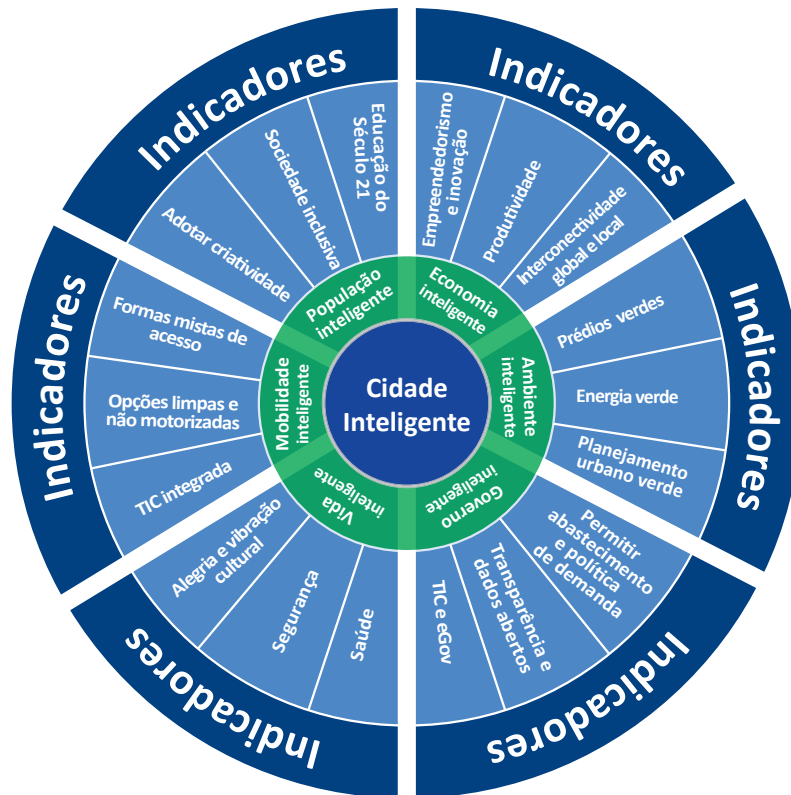 Cidade
Inteligente
Economia
inteligente
Ambiente
inteligente
Governo
inteligente
Vida
inteligente
Mobilidade
inteligente
População
inteligente
Empreendedorismo
e inovação
Produtividade
Interconectividade
global e local
Indicadores
Prédios verdes
Energia verde
Planejamento
urbano verde
Indicadores
Permitir
abastecimento
e política
de demanda
Transparência e
dados abertos
TIC e eGov
Indicadores
Saúde
Segurança
Alegria e vibração
cultural
Indicadores
TIC integrada
Opções limpas e
não motorizadas
Formas mistas de
acesso
Indicadores
Adotar criatividade
Sociedade inclusiva
Educação do
Século 21
Indicadores